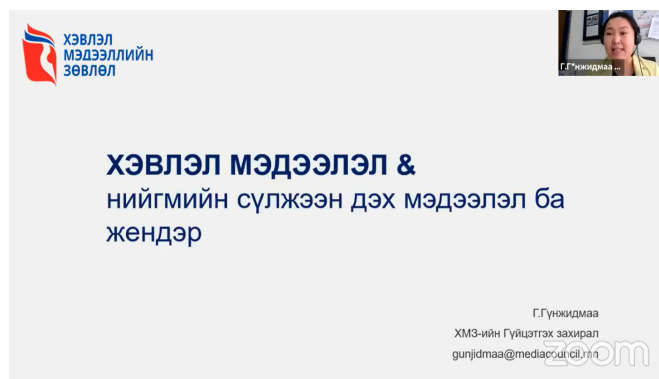 ХЭВЛЭЛ
МЭДЭЭЛЛИЙН
ЗӨВЛӨЛ
Г.Г*нжидмаа ...
ХЭВЛЭЛ МЭДЭЭЛЭЛ &
нийгмийн сүлжээн дэх мэдээлэл ба
жендэр
Г.Гүнжидмаа
ХМЗ-ийн Гүйцэтгэх захирал
gunjidmaa@mediacouncil.mn
zoom